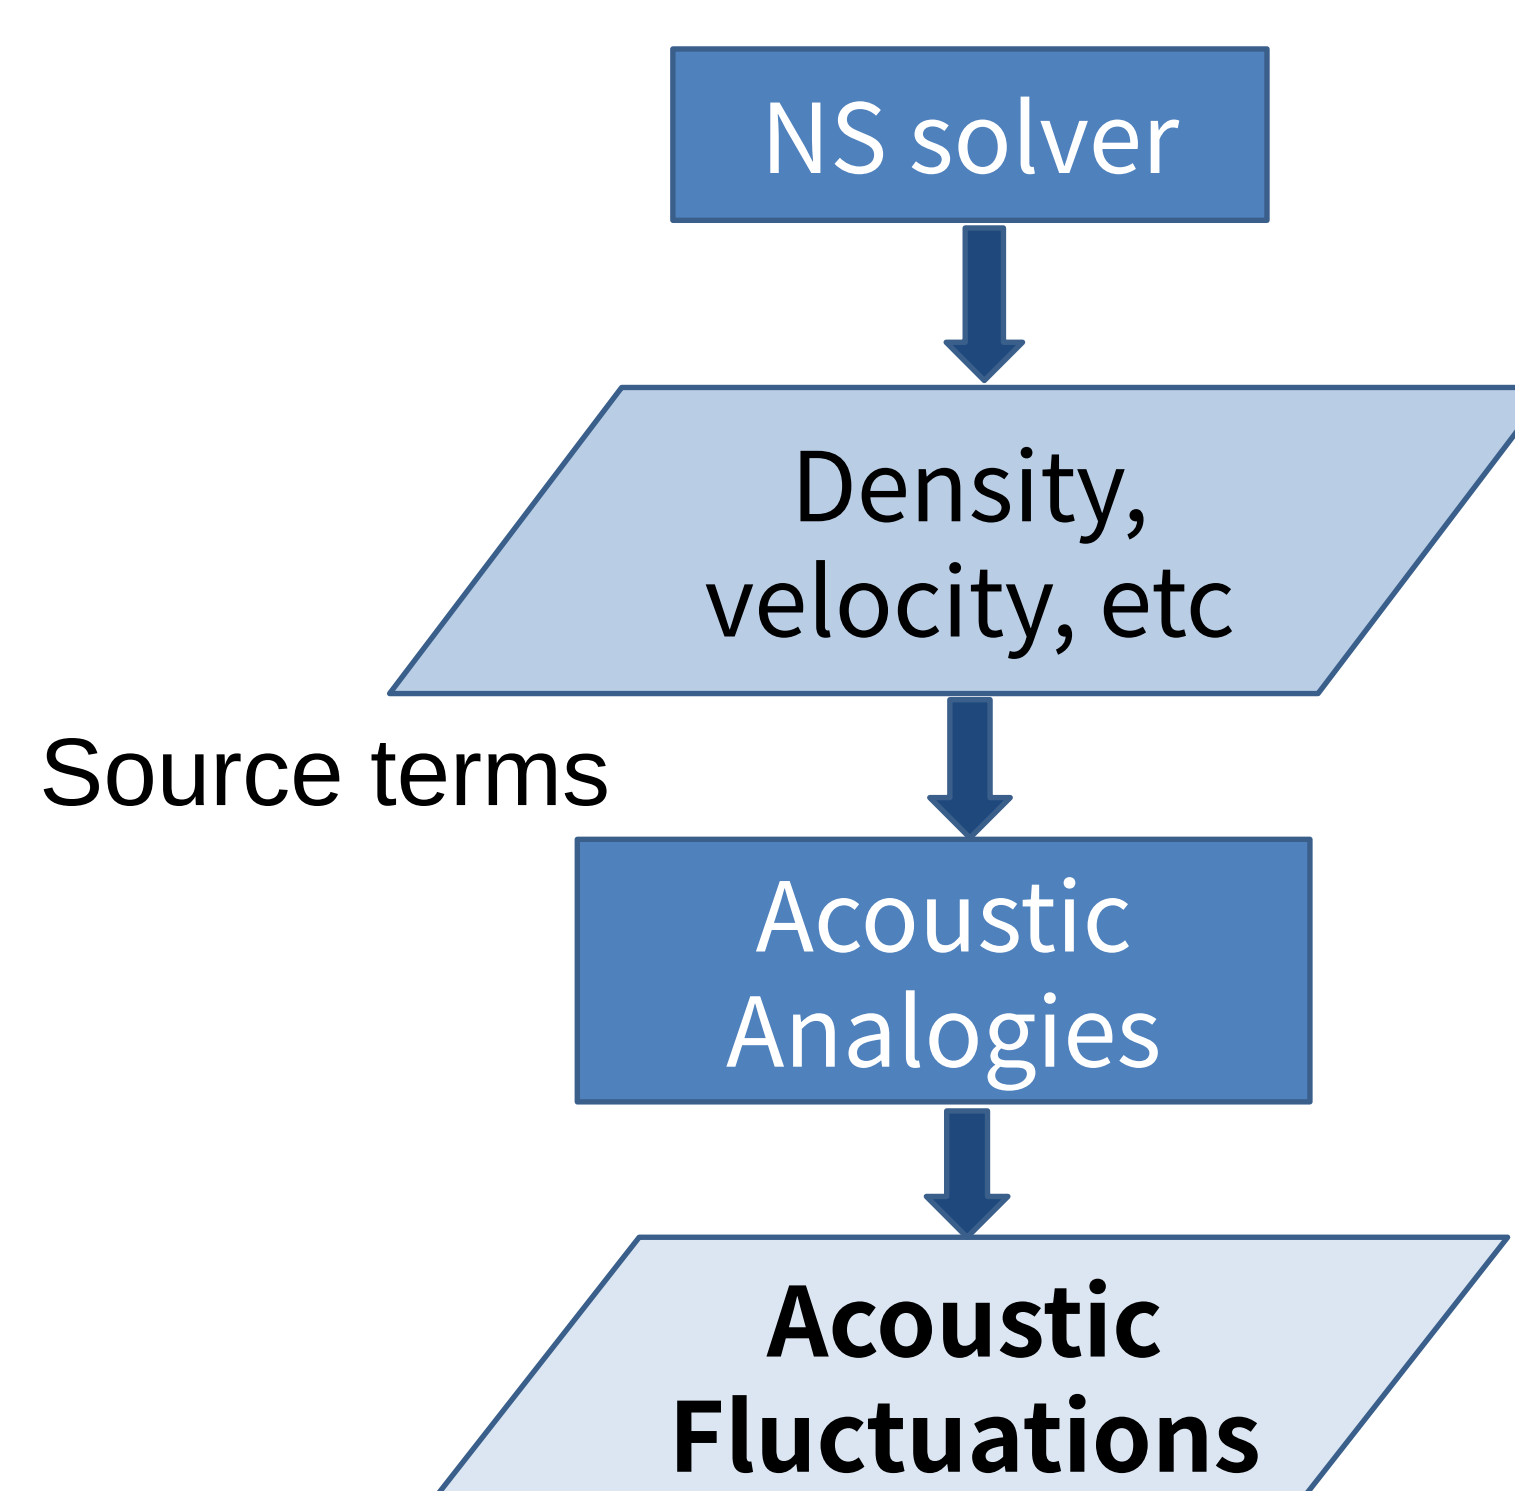 NS solver
Density,
velocity, etc
Source terms
Acoustic
Analogies
Acoustic
Fluctuations